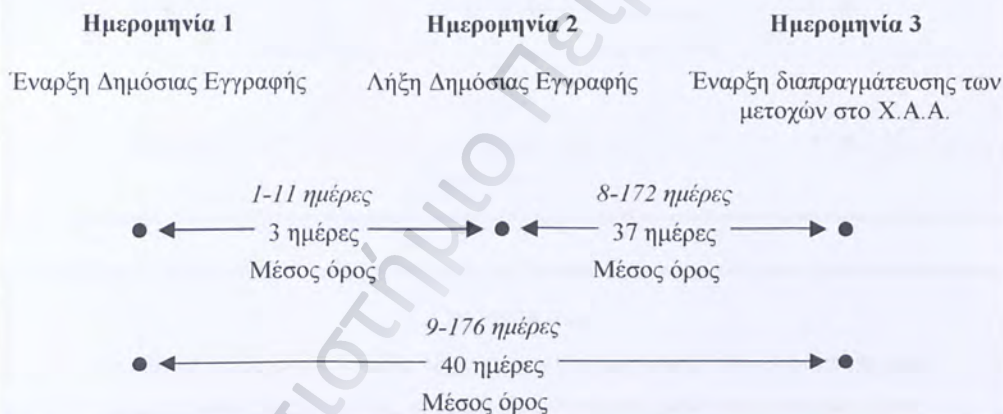 Ημερομηνία 1 Ημερομηνία 2 Ημερομηνία 3
Έναρξη Δημόσιας Εγγραφής Λήξη Δημόσιας Εγγραφής Έναρξη διαπραγμάτευσης των
μετοχών στο Χ.Α.Α.
1-11 ημέρες 8-172 ημέρες
3 ημέρες 37 ημέρες
Μέσος όρος Μέσος όρος
9-176 ημέρες
40 ημέρες
Μέσος όρος